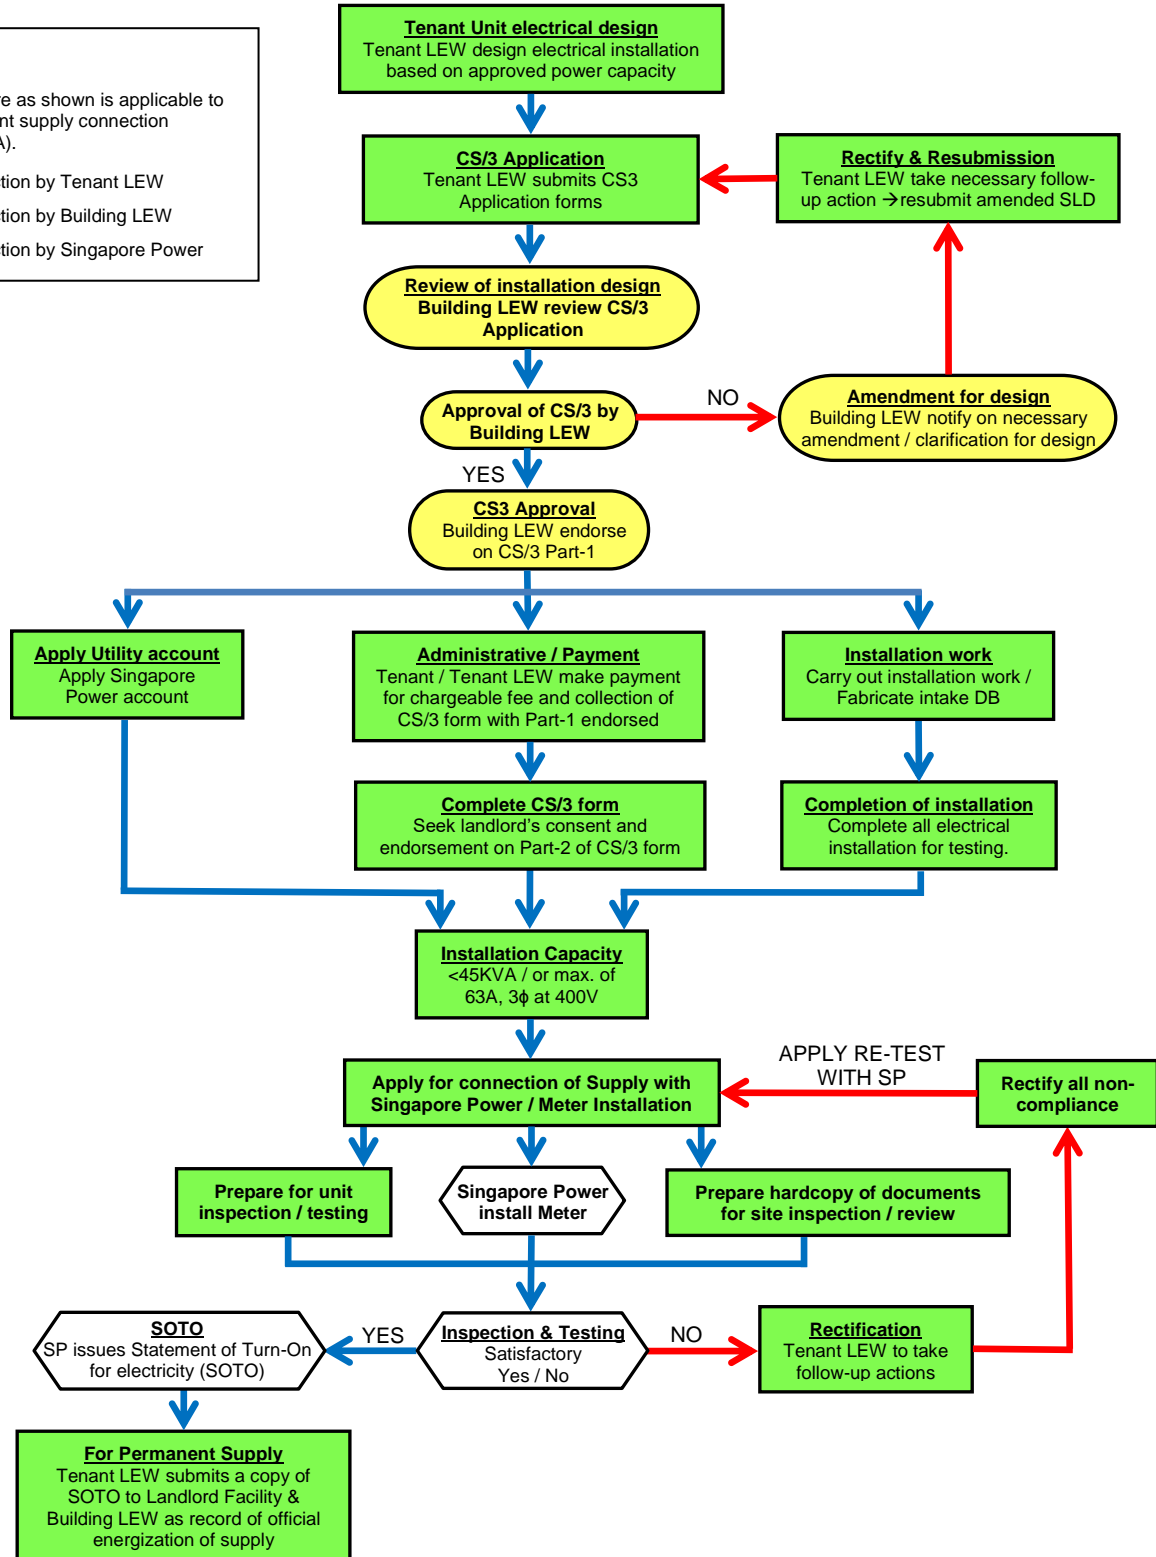 Tenant Unit electrical design
Tenant LEW design electrical installation
based on approved power capacity
as shown is applicable to
supply connection
by Tenant LEW
by Building LEW
by Singapore Power
CS/3 Application
Tenant LEW submits CS3
Application forms
Rectify & Resubmission
Tenant LEW take necessary follow-
up action →resubmit amended SLD
Review of installation design
Building LEW review CS/3
Application
Approval of CS/3 by
Building LEW
NO
Amendment for design
Building LEW notify on necessary
amendment / clarification for design
YES
CS3 Approval
Building LEW endorse
on CS/3 Part-1
Apply Utility account
Apply Singapore
Power account
Administrative / Payment
Tenant / Tenant LEW make payment
for chargeable fee and collection of
CS/3 form with Part-1 endorsed
Installation work
Carry out installation work /
Fabricate intake DB
Complete CS/3 form
Seek landlord's consent and
endorsement on Part-2 of CS/3 form
Completion of installation
Complete all electrical
installation for testing.
Installation Capacity
<45KVA / or max. of
63A, 3ϕ at 400V
Apply for connection of Supply with
Singapore Power / Meter Installation
APPLY RE-TEST
WITH SP
Rectify all non-
compliance
Prepare for unit
inspection / testing
Singapore Power
install Meter
Prepare hardcopy of documents
for site inspection / review
SOTO
SP issues Statement of Turn-On
for electricity (SOTO)
YES
Inspection & Testing
Satisfactory
Yes / No
NO
Rectification
Tenant LEW to take
follow-up actions
For Permanent Supply
Tenant LEW submits a copy of
SOTO to Landlord Facility &
Building LEW as record of official
energization of supply